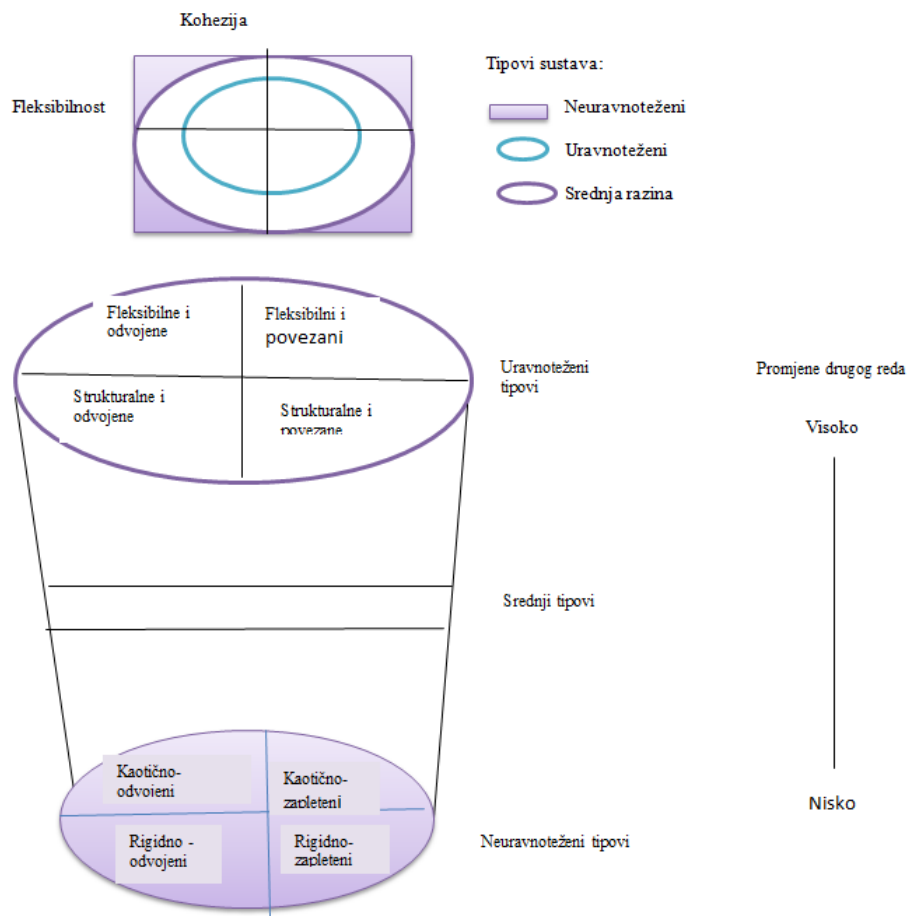 Kohezija
Fleksibilnost
Tipovi sustava:
Neuravnoteženi
Uravnoteženi
Srednja razina
Fleksibilne i
odvojene
Fleksibilni i
povezani
Strukturalne i
odvojene
Strukturalne i
povezane
Uravnoteženi
tipovi
Promjene drugog reda
Visoko
Srednji tipovi
Kaotično-
odvojeni
Kaotično-
zapleteni
Rigidno -
odvojeni
Rigidno-
zapleteni
Nisko
Neuravnoteženi tipovi